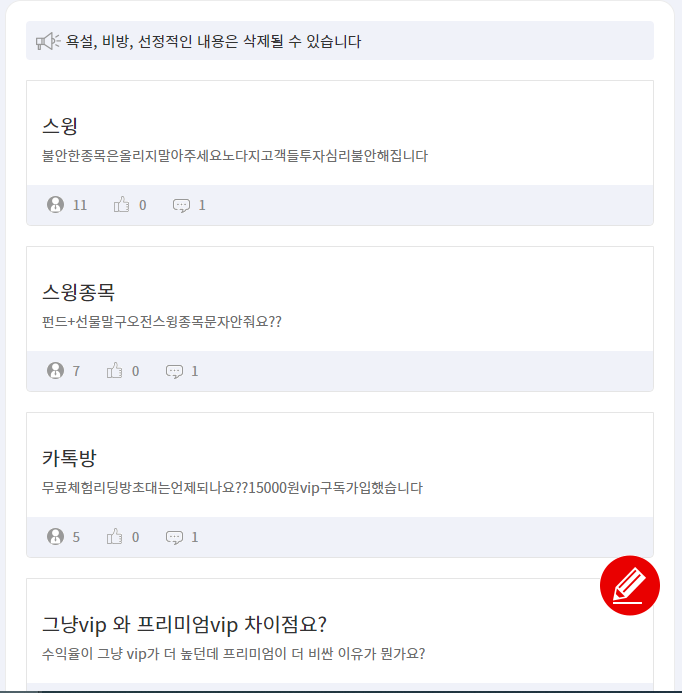 욕설, 비방, 선정적인 내용은 삭제될 수 있습니다
스윙
불안한종목은올리지말아주세요노다지고객들투자심리불안해집니다
11 0 1
스윙종목
펀드+선물말구오전스윙종목문자안줘요??
7 0 1
카톡방
무료체험리딩방초대는언제되나요??15000원vip구독가입했습니다
5 0 1
그냥vip 와 프리미엄vip 차이점요?
수익율이 그냥 vip가 더 높던데 프리미엄이 더 비싼 이유가 뭔가요?